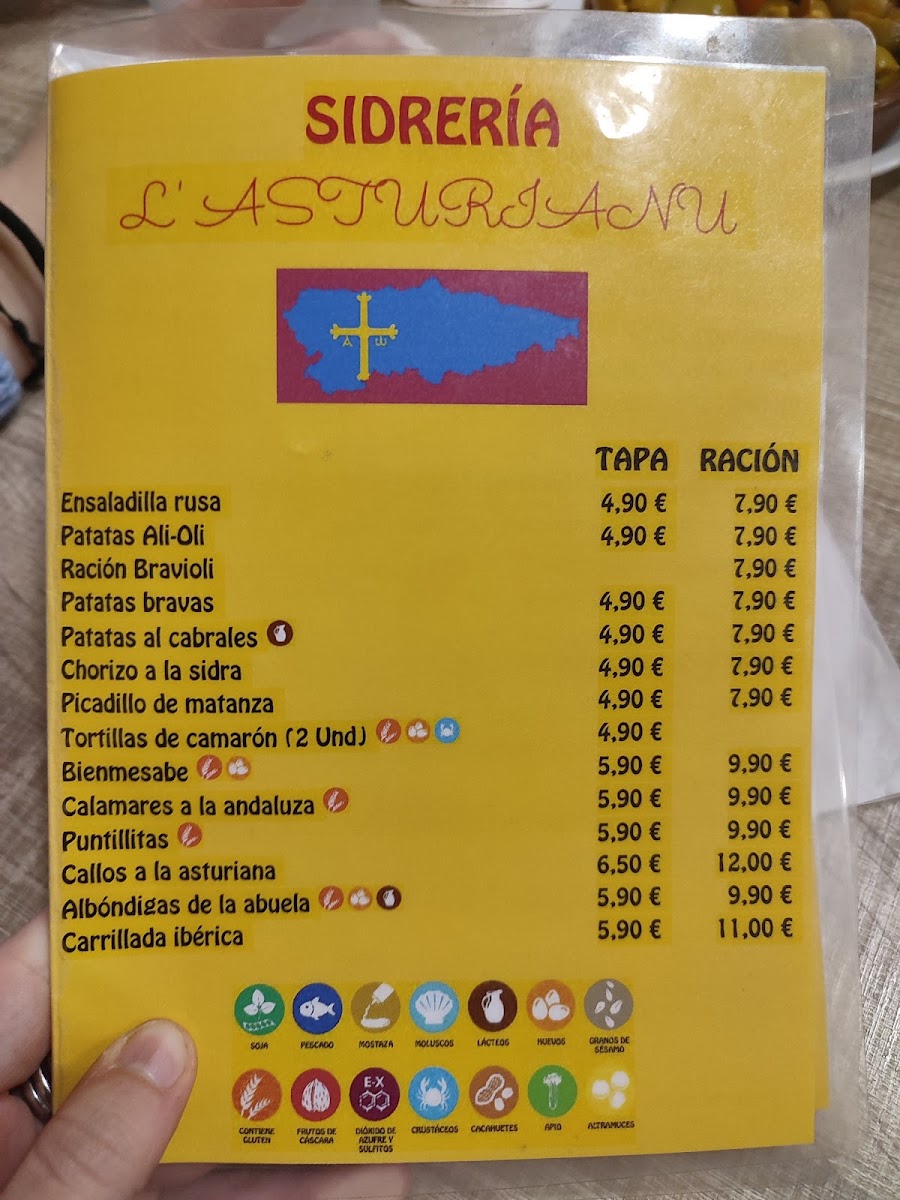 SIDRERÍA
L'ASTURIANU
A W
TAPA RACIÓN
Ensaladilla rusa 4,90 € 7,90 €
Patatas Ali-Oli 4,90 € 7,90 €
Ración Bravioli 7,90 €
Patatas bravas 4,90 € 7,90 €
Patatas al cabrales 4,90 € 7,90 €
Chorizo a la sidra 4,90 € 7,90 €
Picadillo de matanza 4,90 € 7,90 €
Tortillas de camarón (2 Und) 4,90 €
Bienmesabe 5,90 € 9,90 €
Calamares a la andaluza 5,90 € 9,90 €
Puntillitas 5,90 € 9,90 €
Callos a la asturiana 6,50 € 12,00 €
Albóndigas de la abuela 5,90 € 9,90 €
Carrillada ibérica 5,90 € 11,00 €
SOJA PESCADO MOSTAZA MOLUSCOS LÁCTEOS HUEVOS GRANOS DE
SÉSAMO
E-X
CONTIENE FRUTOS DE DIÓXIDO DE CRUSTÁCEOS CACAHUETES APIO ALTRAMUCES
GLUTEN CÁSCARA AZUFRE Y
SULFITOS